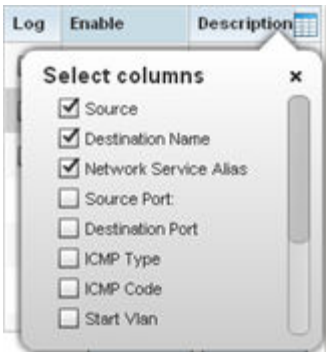 Log Enable Description
Select columns ×
Source
Destination Name
Network Service Alias
Source Port:
Destination Port
ICMP Type
ICMP Code
Start Vlan